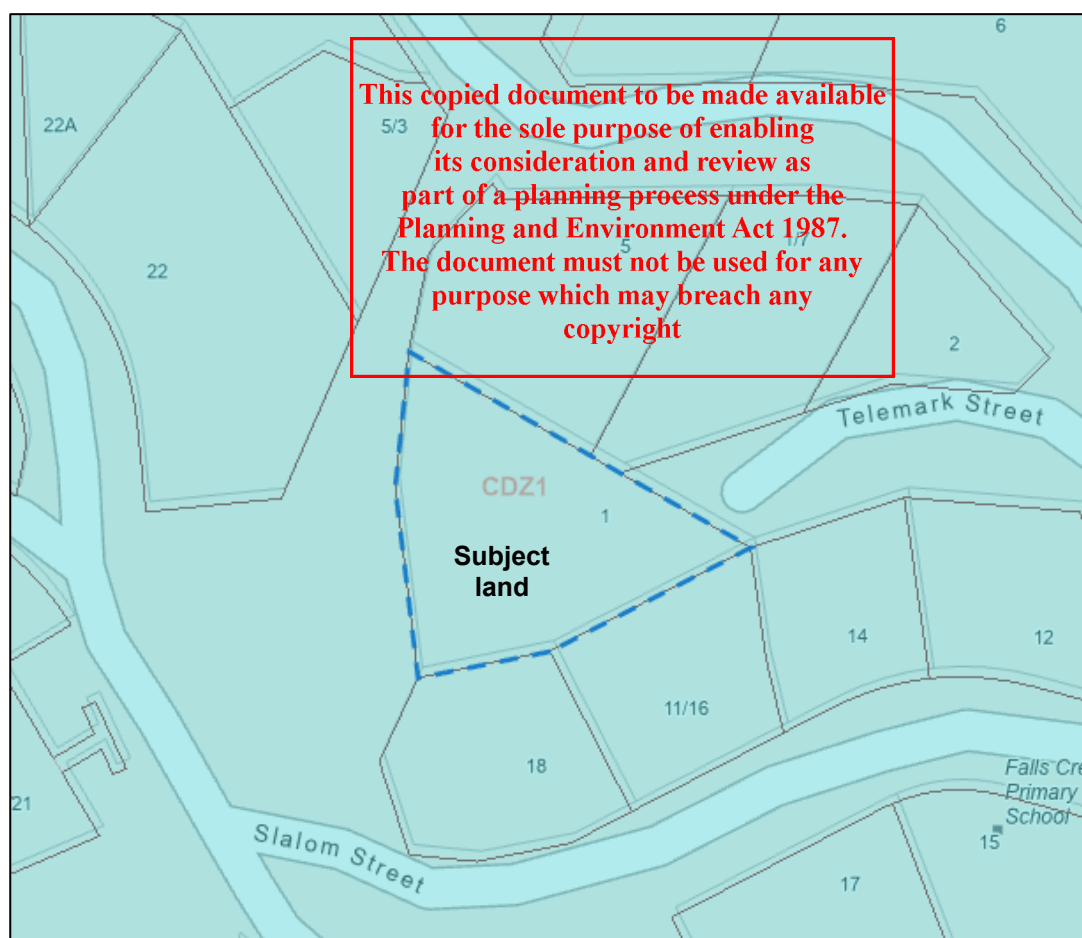 6
This copied document to be made available
for the sole purpose of enabling
its consideration and review as
part of a planning process under the
Planning and Environment Act 1987.
The document must not be used for any
purpose which may breach any
copyright
22A
5/3
22
5
1/7
2
Telemark Street
CDZ1
1
Subject
land
14
12
11/16
18
Falls Cre
Primary
School
21
Slalom Street
15
17